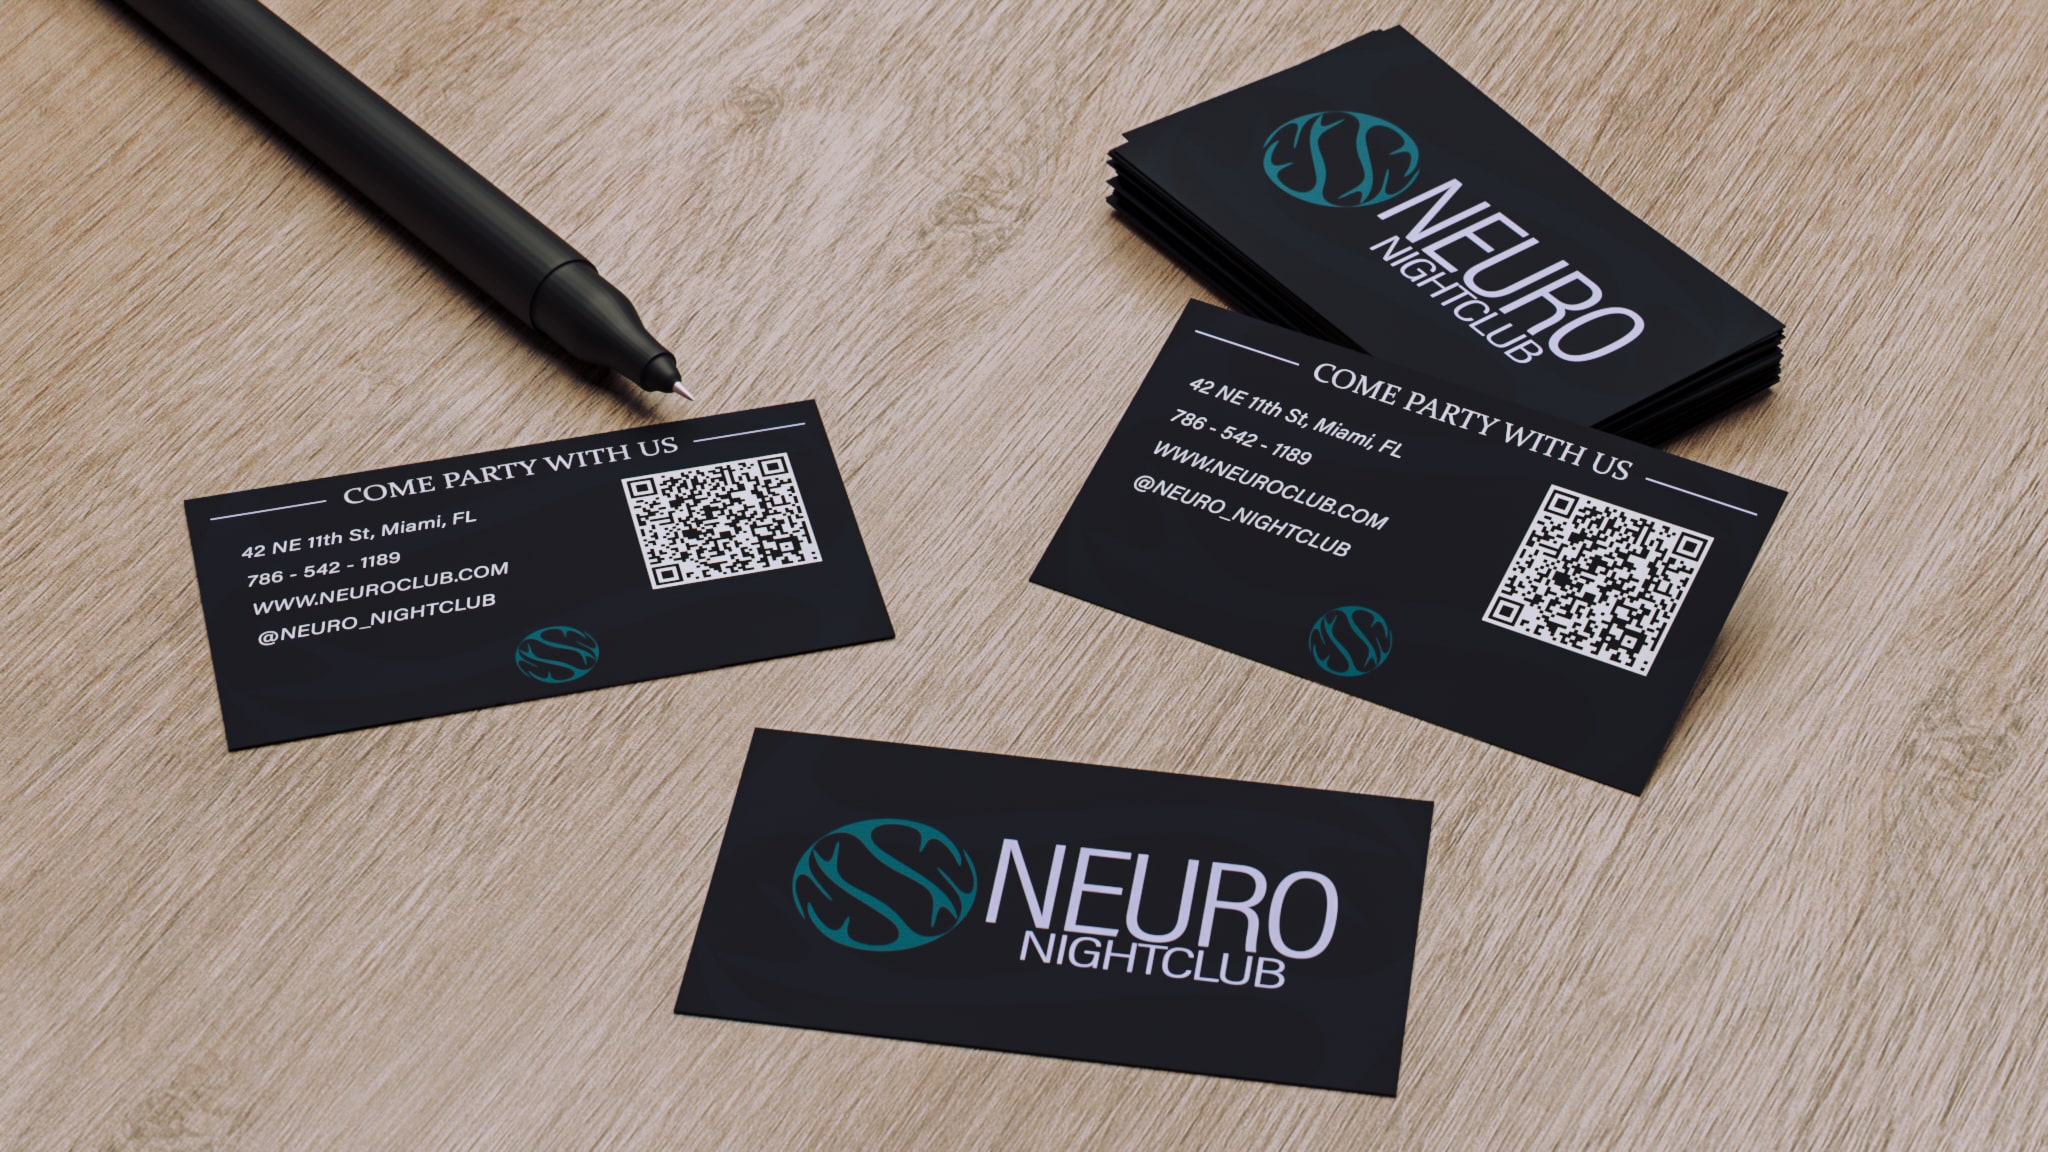 NEURO
NIGHTCLUB
COME PARTY WITH US
42 NE 11th St, Miami, FL
786 - 542 - 1189
WWW.NEUROCLUB.COM
@NEURO_NIGHTCLUB
COME PARTY WITH US
42 NE 11th St, Miami, FL
786 - 542 - 1189
WWW.NEUROCLUB.COM
@NEURO_NIGHTCLUB
NEURO
NIGHTCLUB